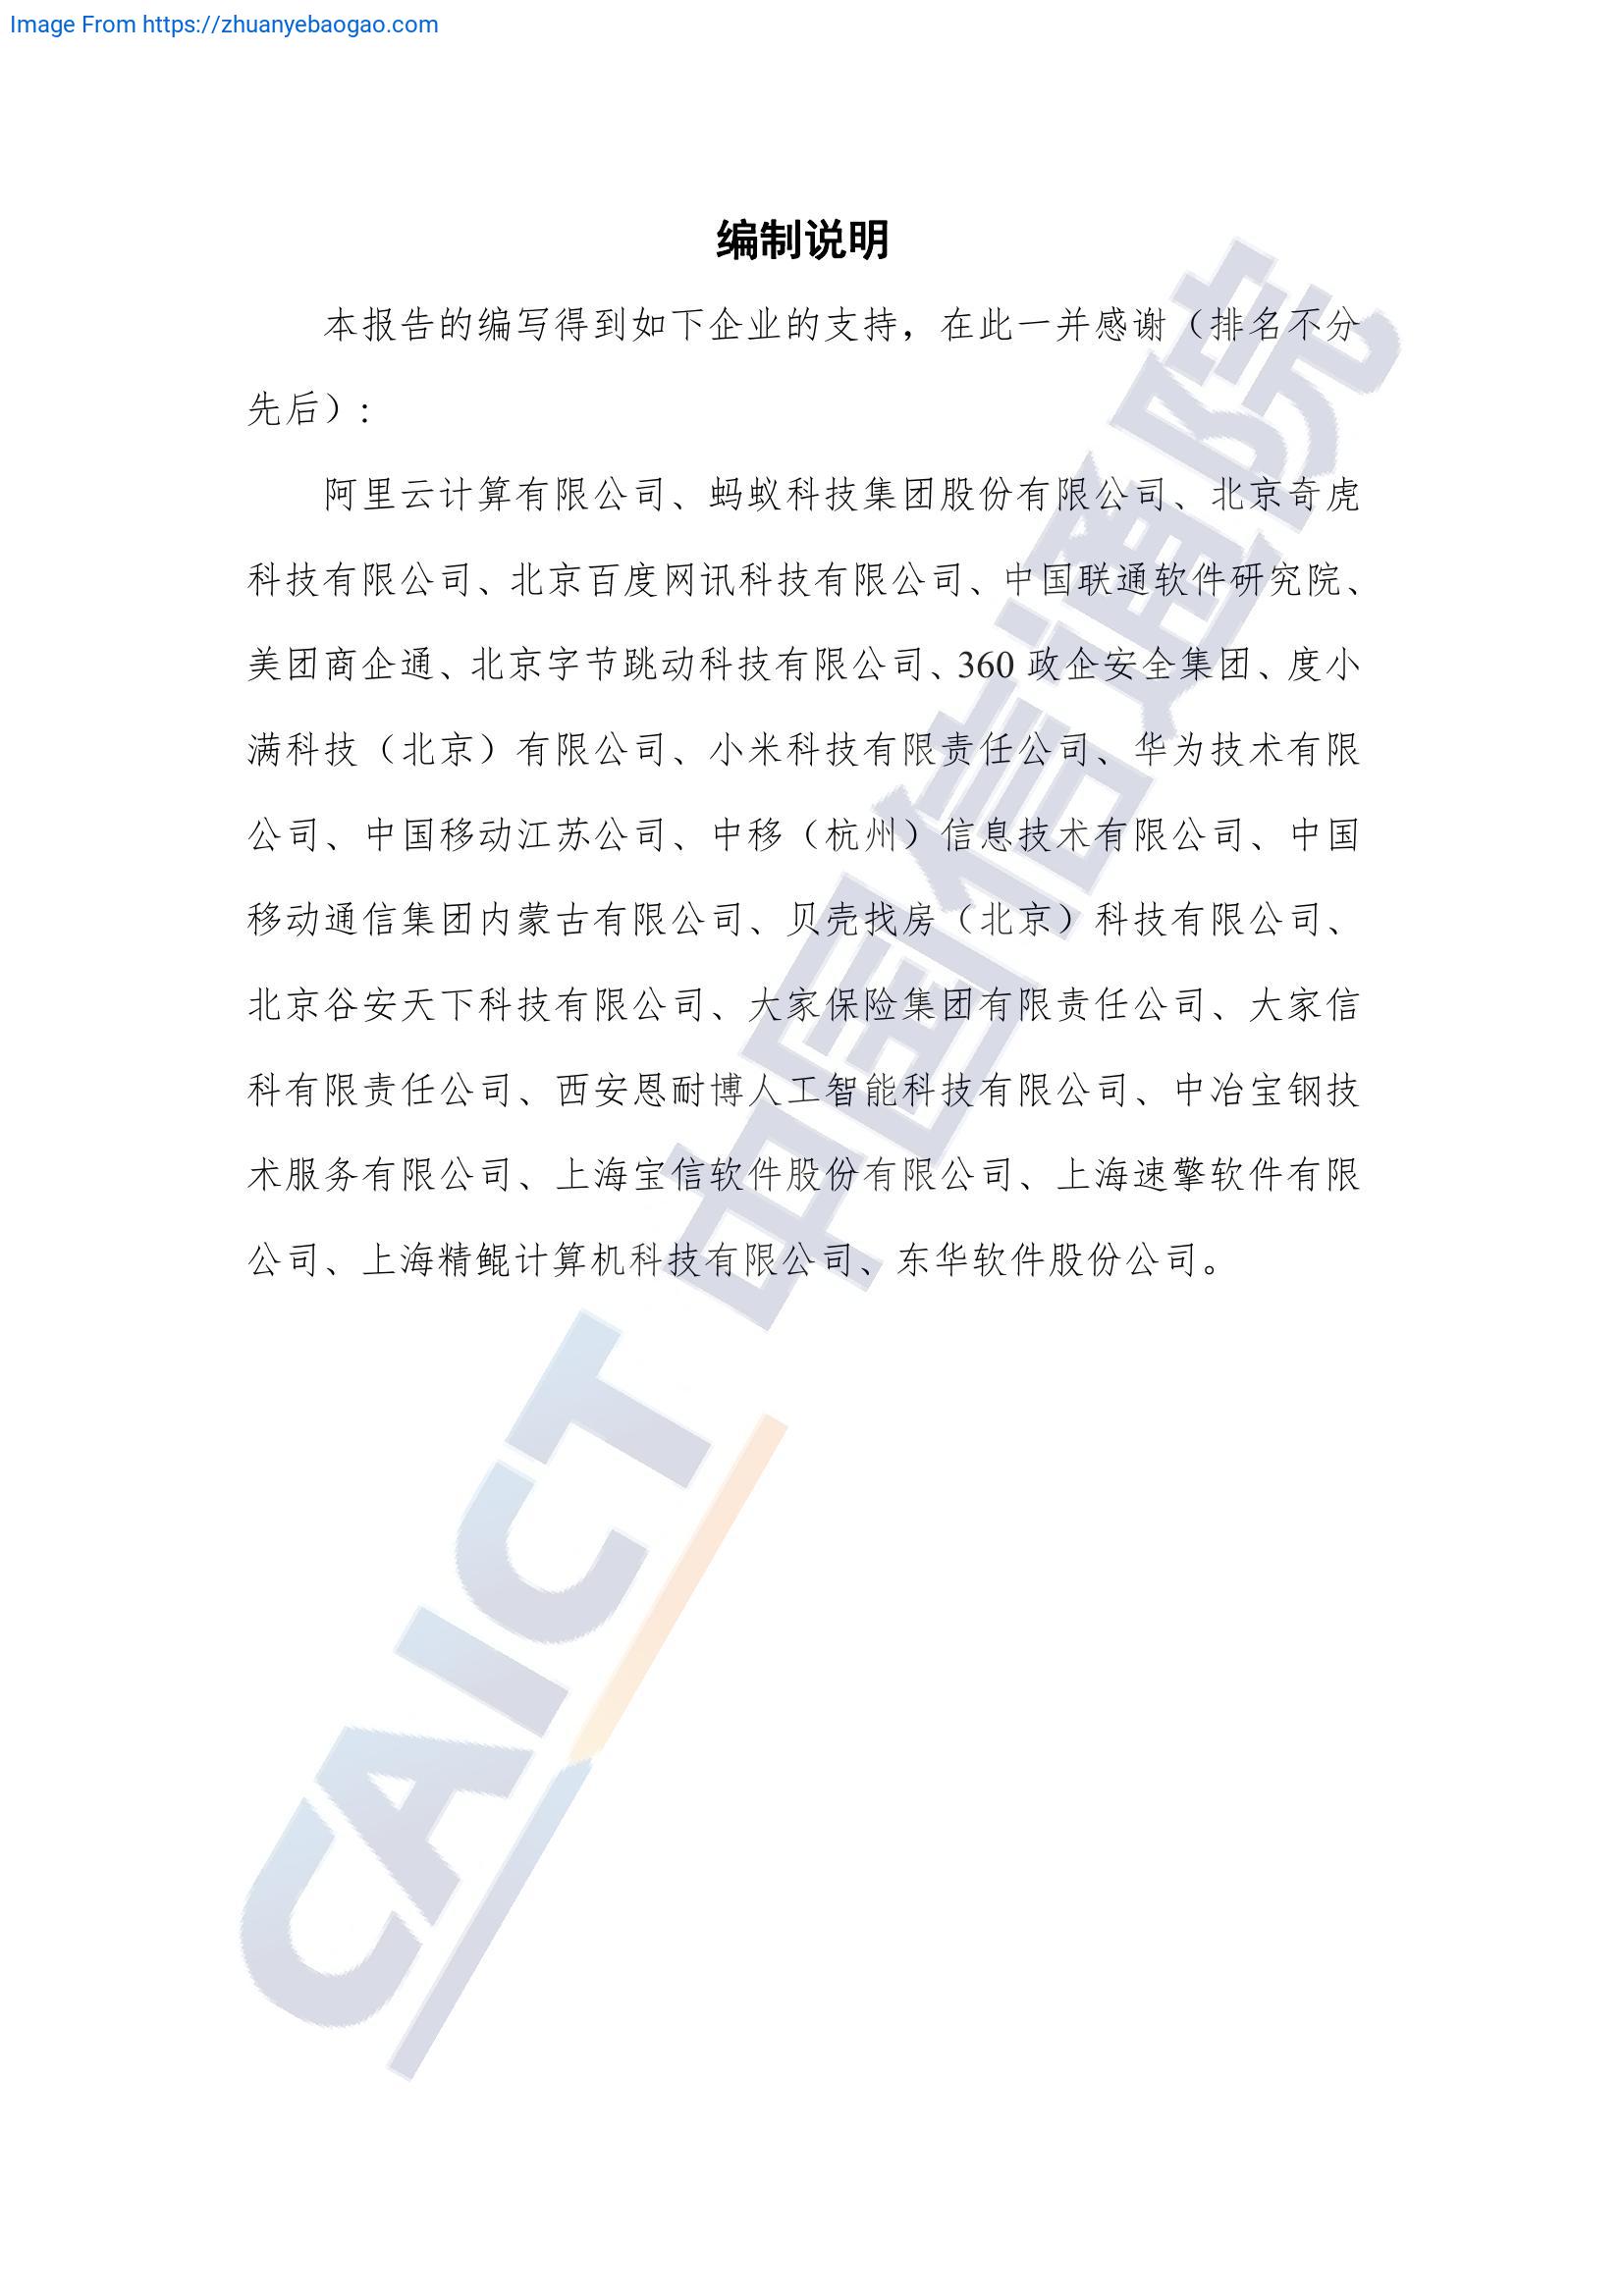 Image From https://zhuanyebaogao.com
编制说明
本报告的编写得到如下企业的支持，在此一并感谢（排名不分
先后）:
阿里云计算有限公司、蚂蚁科技集团股份有限公司、北京奇虎
科技有限公司、北京百度网讯科技有限公司、中国联通软件研究院、
美团商企通、北京字节跳动科技有限公司、360 政企安全集团、度小
满科技（北京）有限公司、小米科技有限责任公司、华为技术有限
公司、中国移动江苏公司、中移（杭州）信息技术有限公司、中国
移动通信集团内蒙古有限公司、贝壳找房（北京）科技有限公司、
北京谷安天下科技有限公司、大家保险集团有限责任公司、大家信
科有限责任公司、西安恩耐博人工智能科技有限公司、中冶宝钢技
术服务有限公司、上海宝信软件股份有限公司、上海速擎软件有限
公司、上海精鲲计算机科技有限公司、东华软件股份公司。
CAICT 中国信通院